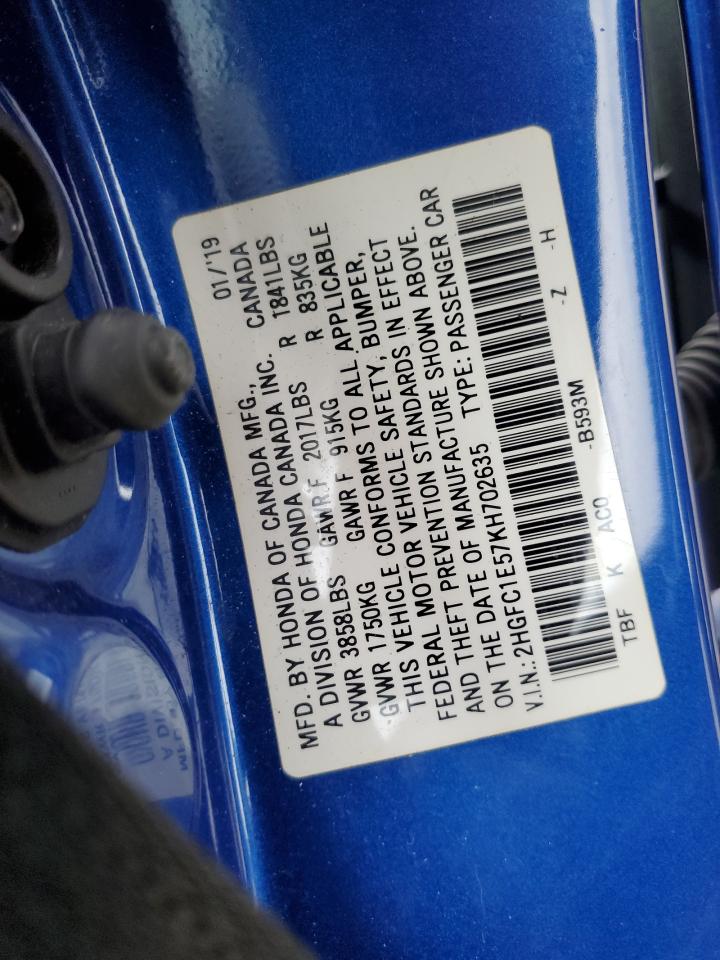 MFD. BY HONDA OF CANADA MFG., 01/'19
A DIVISION OF HONDA CANADA INC. CANADA
GVWR 3858LBS GAWR F 2017LBS R 1841LBS
GVWR 1750KG GAWR F 915KG R 835KG
THIS VEHICLE CONFORMS TO ALL APPLICABLE
FEDERAL MOTOR VEHICLE SAFETY, BUMPER,
AND THEFT PREVENTION STANDARDS IN EFFECT
ON THE DATE OF MANUFACTURE SHOWN ABOVE.
V.I.N.: 2HGFC1E57KH702635 TYPE: PASSENGER CAR
TBF K AC0 -B593M -Z -H